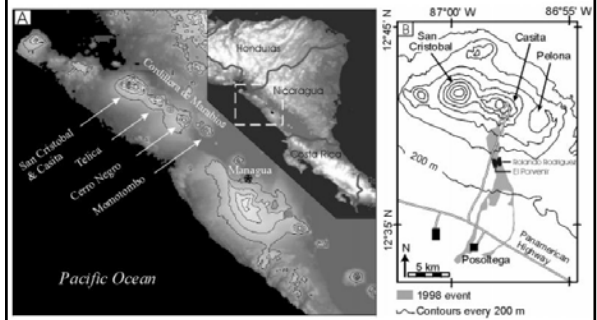 A
Honduras
Nicaragua
Costa Rica
Cordillera de Marabios
San Cristobal
& Casita
Telica
Cerro Negro
Momotombo
Managua
Pacific Ocean
B
87°00' W
86°55' W
12°45' N
12°35' N
San
Cristobal
Casita
Pelona
200 m
Rolando Rodriguez
El Porvenir
Panamerican
Highway
Posoltega
N
5 km
1998 event
Contours every 200 m